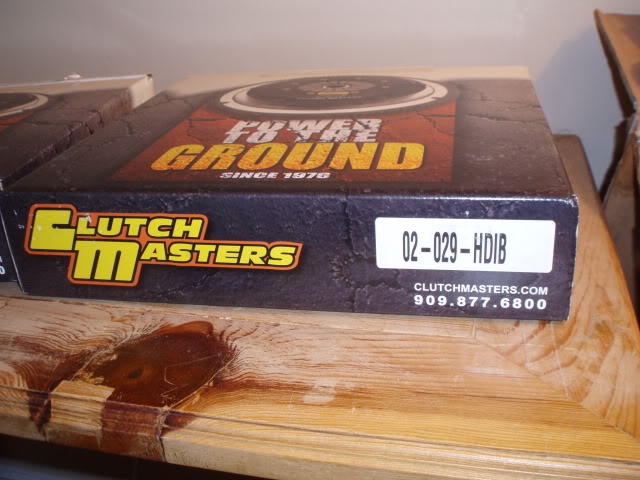 POWER
TO THE
GROUND
SINCE 1976
CLUTCH
MASTERS
02-029-HDIB
CLUTCHMASTERS.COM
909.877.6800